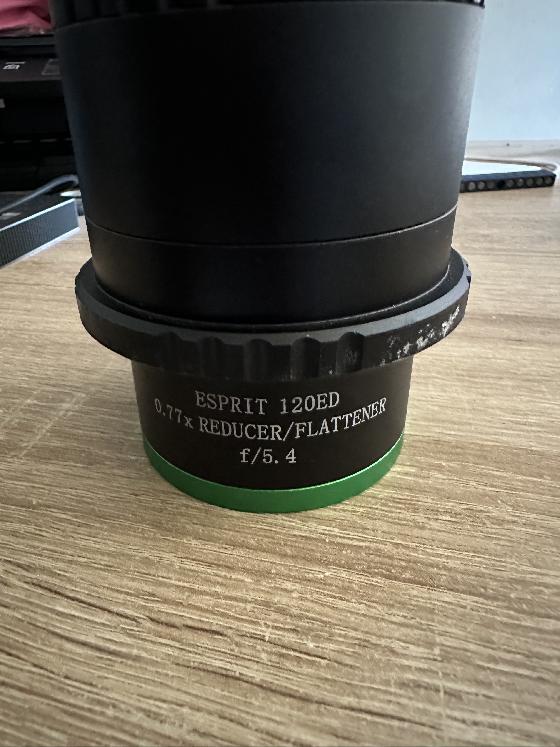 ESPRIT 120ED
0.77x REDUCER/FLATTENER
f/5.4